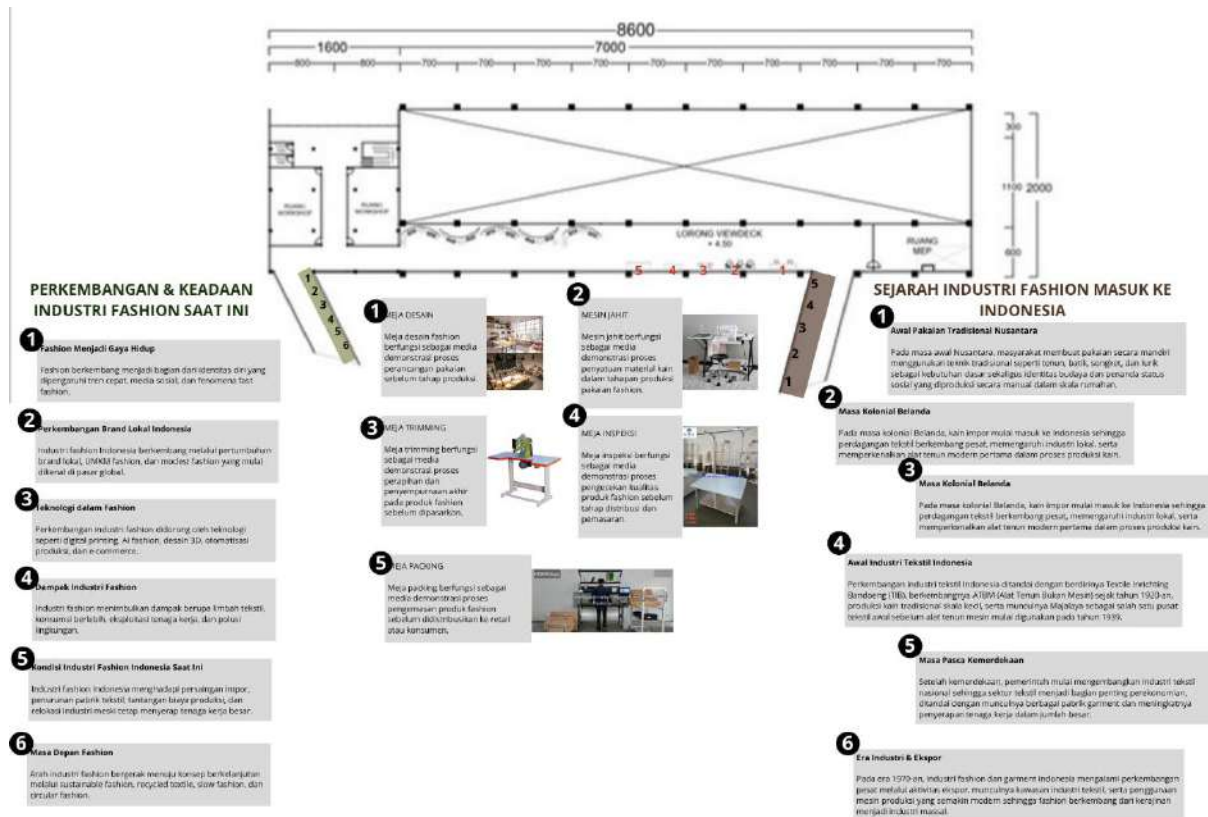 8600
1600
7000
800
800
700
700
700
700
700
700
700
700
700
700
300
1100
2000
600
RUANG
WORKSHOP
RUANG
WORKSHOP
LORONG VIEWDECK
+ 4.50
RUANG
MEP
5
4
3
2
1
1
2
3
4
5
6
5
4
3
2
1
PERKEMBANGAN & KEADAAN
INDUSTRI FASHION SAAT INI
1
Fashion Menjadi Gaya Hidup
Fashion berkembang menjadi bagian dari identitas diri yang
dipengaruhi tren cepat, media sosial, dan fenomena fast
fashion.
2
Perkembangan Brand Lokal Indonesia
Industri fashion Indonesia berkembang melalui pertumbuhan
brand lokal, UMKM fashion, dan modest fashion yang mulai
dikenal di pasar global.
3
Teknologi dalam Fashion
Perkembangan industri fashion didorong oleh teknologi
seperti digital printing, AI fashion, desain 3D, otomatisasi
produksi, dan e-commerce.
4
Dampak Industri Fashion
Industri fashion menimbulkan dampak berupa limbah tekstil,
konsumsi berlebih, eksploitasi tenaga kerja, dan polusi
lingkungan.
5
Kondisi Industri Fashion Indonesia Saat Ini
Industri fashion Indonesia menghadapi persaingan impor,
penurunan pabrik tekstil, tantangan biaya produksi, dan
relokasi industri meski tetap menyerap tenaga kerja besar.
6
Masa Depan Fashion
Arah industri fashion bergerak menuju konsep berkelanjutan
melalui sustainable fashion, recycled textile, slow fashion, dan
circular fashion.
1
MEJA DESAIN
Meja desain fashion
berfungsi sebagai media
demonstrasi proses
perancangan pakaian
sebelum tahap produksi.
2
MESIN JAHIT
Mesin jahit berfungsi
sebagai media
demonstrasi proses
penyatuan material kain
dalam tahapan produksi
pakaian fashion.
3
MEJA TRIMMING
Meja trimming berfungsi
sebagai media
demonstrasi proses
perapihan dan
penyempurnaan akhir
pada produk fashion
sebelum dipasarkan.
4
MEJA INSPEKSI
Meja inspeksi berfungsi
sebagai media
demonstrasi proses
pengecekan kualitas
produk fashion sebelum
tahap distribusi dan
pemasaran.
5
MEJA PACKING
Meja packing berfungsi sebagai
media demonstrasi proses
pengemasan produk fashion
sebelum didistribusikan ke retail
atau konsumen.
SEJARAH INDUSTRI FASHION MASUK KE
INDONESIA
1
Awal Pakaian Tradisional Nusantara
Pada masa awal Nusantara, masyarakat membuat pakaian secara mandiri
menggunakan teknik tradisional seperti tenun, batik, songket, dan lurik
sebagai kebutuhan dasar sekaligus identitas budaya dan penanda status
sosial yang diproduksi secara manual dalam skala rumahan.
2
Masa Kolonial Belanda
Pada masa kolonial Belanda, kain impor mulai masuk ke Indonesia sehingga
perdagangan tekstil berkembang pesat, memengaruhi industri lokal, serta
memperkenalkan alat tenun modern pertama dalam proses produksi kain.
3
Masa Kolonial Belanda
Pada masa kolonial Belanda, kain impor mulai masuk ke Indonesia sehingga
perdagangan tekstil berkembang pesat, memengaruhi industri lokal, serta
memperkenalkan alat tenun modern pertama dalam proses produksi kain.
4
Awal Industri Tekstil Indonesia
Perkembangan industri tekstil Indonesia ditandai dengan berdirinya Textile Inrichting
Bandoeng (TIB), berkembangnya ATBM (Alat Tenun Bukan Mesin) sejak tahun 1920-an,
produksi kain tradisional skala kecil, serta munculnya Majalaya sebagai salah satu pusat
tekstil awal sebelum alat tenun mesin mulai digunakan pada tahun 1939.
5
Masa Pasca Kemerdekaan
Setelah kemerdekaan, pemerintah mulai mengembangkan industri tekstil
nasional sehingga sektor tekstil menjadi bagian penting perekonomian,
ditandai dengan munculnya berbagai pabrik garment dan meningkatnya
penyerapan tenaga kerja dalam jumlah besar.
6
Era Industri & Ekspor
Pada era 1970-an, industri fashion dan garment Indonesia mengalami perkembangan
pesat melalui aktivitas ekspor, munculnya kawasan industri tekstil, serta penggunaan
mesin produksi yang semakin modern sehingga fashion berkembang dari kerajinan
menjadi industri massal.